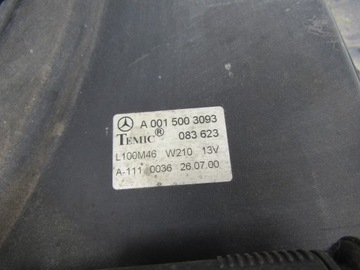 A 001 500 3093
TEMIC® 083 623
L100M46 W210 13V
A-111 0036 26.07.00